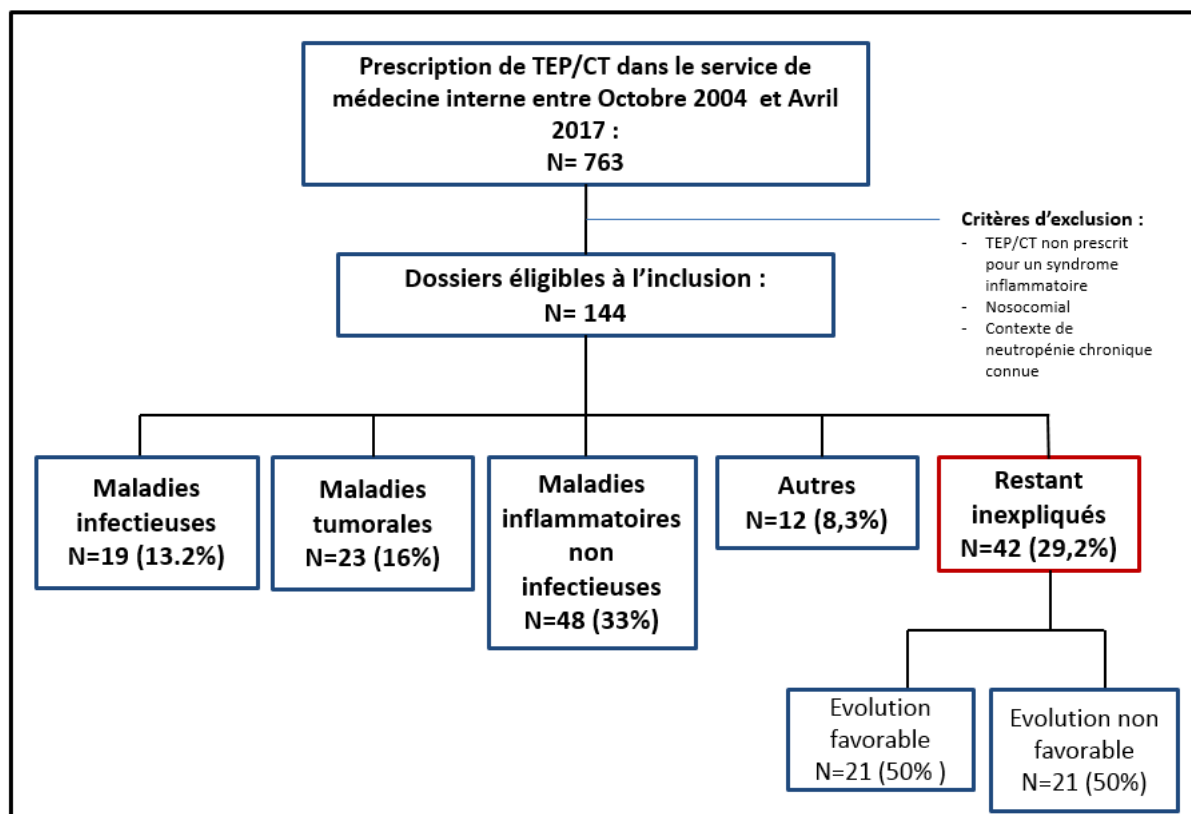 Prescription de TEP/CT dans le service de
médecine interne entre Octobre 2004 et Avril
2017 :
N= 763
Critères d’exclusion :
- TEP/CT non prescrit
pour un syndrome
inflammatoire
- Nosocomial
- Contexte de
neutropénie chronique
connue
Dossiers éligibles à l’inclusion :
N= 144
Maladies
infectieuses
N=19 (13.2%)
Maladies
tumorales
N=23 (16%)
Maladies
inflammatoires
non
infectieuses
N=48 (33%)
Autres
N=12 (8,3%)
Restant
inexpliqués
N=42 (29,2%)
Evolution
favorable
N=21 (50% )
Evolution non
favorable
N=21 (50%)